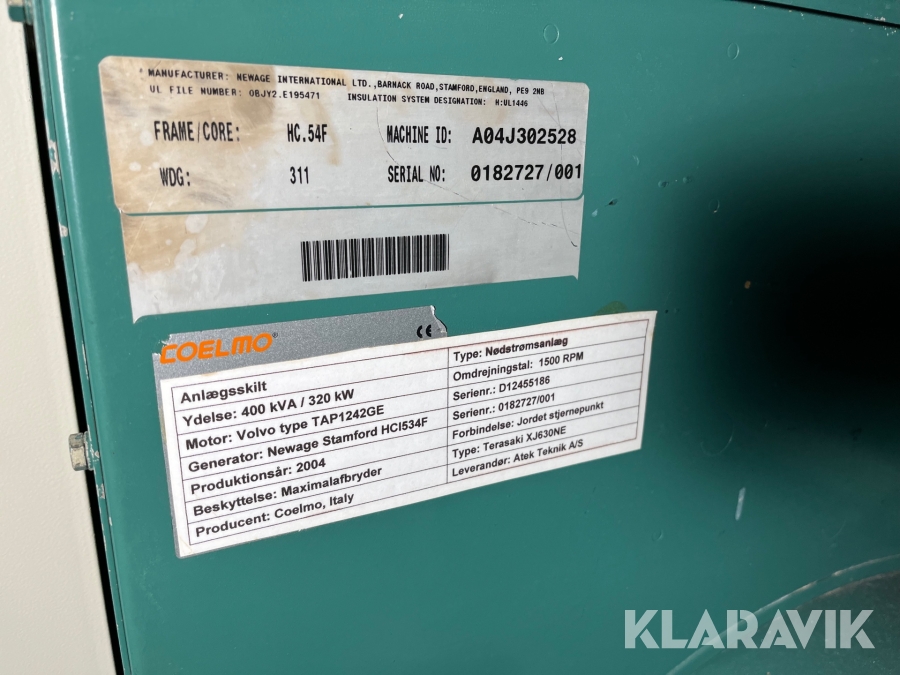 * MANUFACTURER: NEWAGE INTERNATIONAL LTD.,BARNACK ROAD,STAMFORD,ENGLAND, PE9 2NB
UL FILE NUMBER: OBJY2.E195471 INSULATION SYSTEM DESIGNATION: H:UL1446
FRAME/CORE: HC.54F MACHINE ID: A04J302528
WDG: 311 SERIAL NO: 0182727/001
COELMO® CE
Anlægsskilt Type: Nødstrømsanlæg
Ydelse: 400 kVA / 320 kW Omdrejningstal: 1500 RPM
Motor: Volvo type TAP1242GE Serienr.: D12455186
Generator: Newage Stamford HCI534F Serienr.: 0182727/001
Produktionsår: 2004 Forbindelse: Jordet stjernepunkt
Beskyttelse: Maximalafbryder Type: Terasaki XJ630NE
Producent: Coelmo, Italy Leverandør: Atek Teknik A/S
KLARAVIK